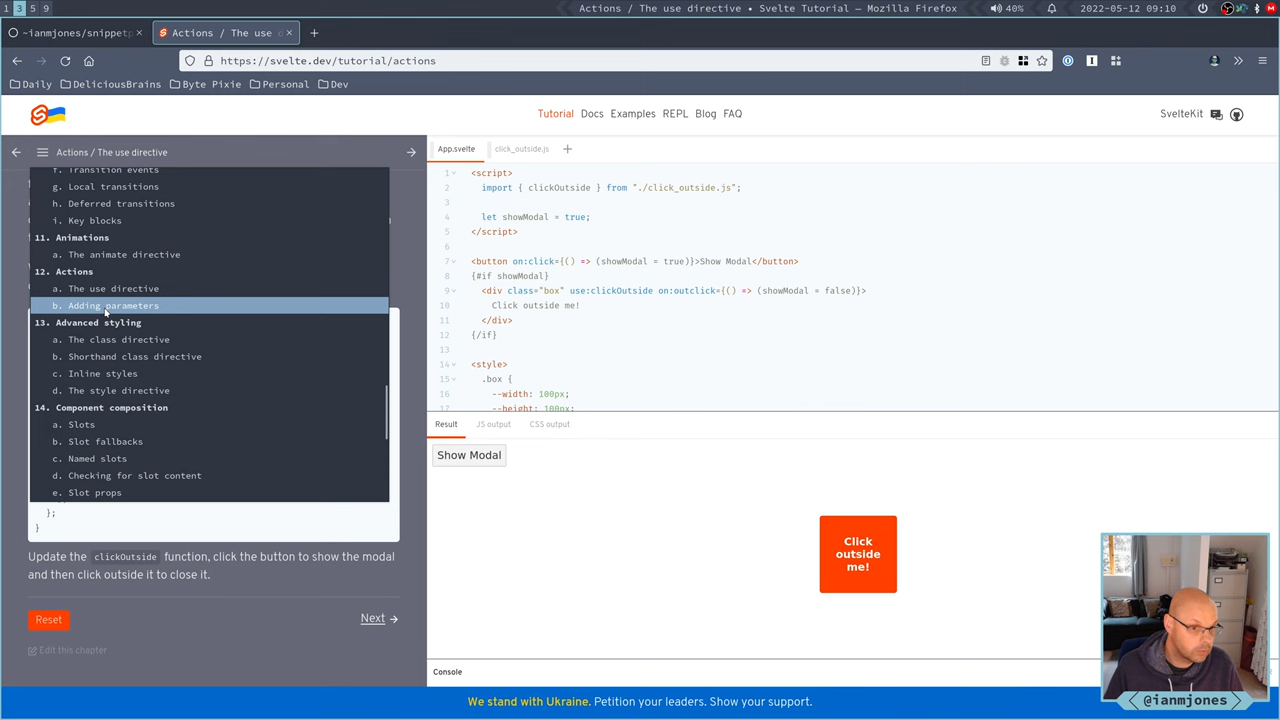 1 3 5 9
Actions / The use directive • Svelte Tutorial — Mozilla Firefox
40%
2022-05-12 09:10
~ianmjones/snippetp ×
Actions / The use d ×
https://svelte.dev/tutorial/actions
Daily DeliciousBrains Byte Pixie Personal Dev
Tutorial Docs Examples REPL Blog FAQ
SvelteKit
Actions / The use directive
f. Transition events
g. Local transitions
h. Deferred transitions
i. Key blocks
11. Animations
a. The animate directive
12. Actions
a. The use directive
b. Adding parameters
13. Advanced styling
a. The class directive
b. Shorthand class directive
c. Inline styles
d. The style directive
14. Component composition
a. Slots
b. Slot fallbacks
c. Named slots
d. Checking for slot content
e. Slot props
};
}
Update the clickOutside function, click the button to show the modal
and then click outside it to close it.
Reset
Next
Edit this chapter
App.svelte click_outside.js
1 <script>
2 import { clickOutside } from "./click_outside.js";
3
4 let showModal = true;
5 </script>
6
7 <button on:click={() => (showModal = true)}>Show Modal</button>
8 {#if showModal}
9 <div class="box" use:clickOutside on:outclick={() => (showModal = false)}>
10 Click outside me!
11 </div>
12 {/if}
13
14 <style>
15 .box {
16 --width: 100px;
17 --height: 100px;
Result JS output CSS output
Show Modal
Click
outside
me!
Console
We stand with Ukraine. Petition your leaders. Show your support.
@ianmjones